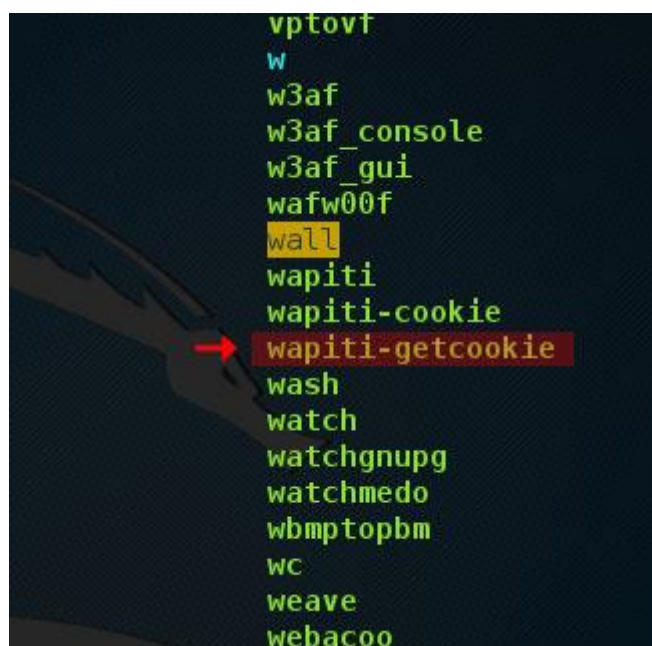 vptovf
w
w3af
w3af_console
w3af_gui
wafw00f
wall
wapiti
wapiti-cookie
wapiti-getcookie
wash
watch
watchgnupg
watchmedo
wbmptopbm
wc
weave
webacoo